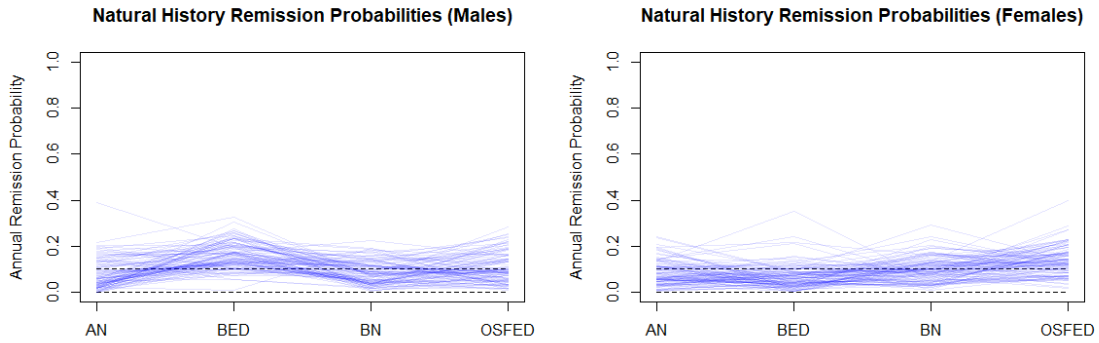 Natural History Remission Probabilities (Males)
Annual Remission Probability
1.0
0.8
0.6
0.4
0.2
0.0
AN BED BN OSFED
Natural History Remission Probabilities (Females)
Annual Remission Probability
1.0
0.8
0.6
0.4
0.2
0.0
AN BED BN OSFED